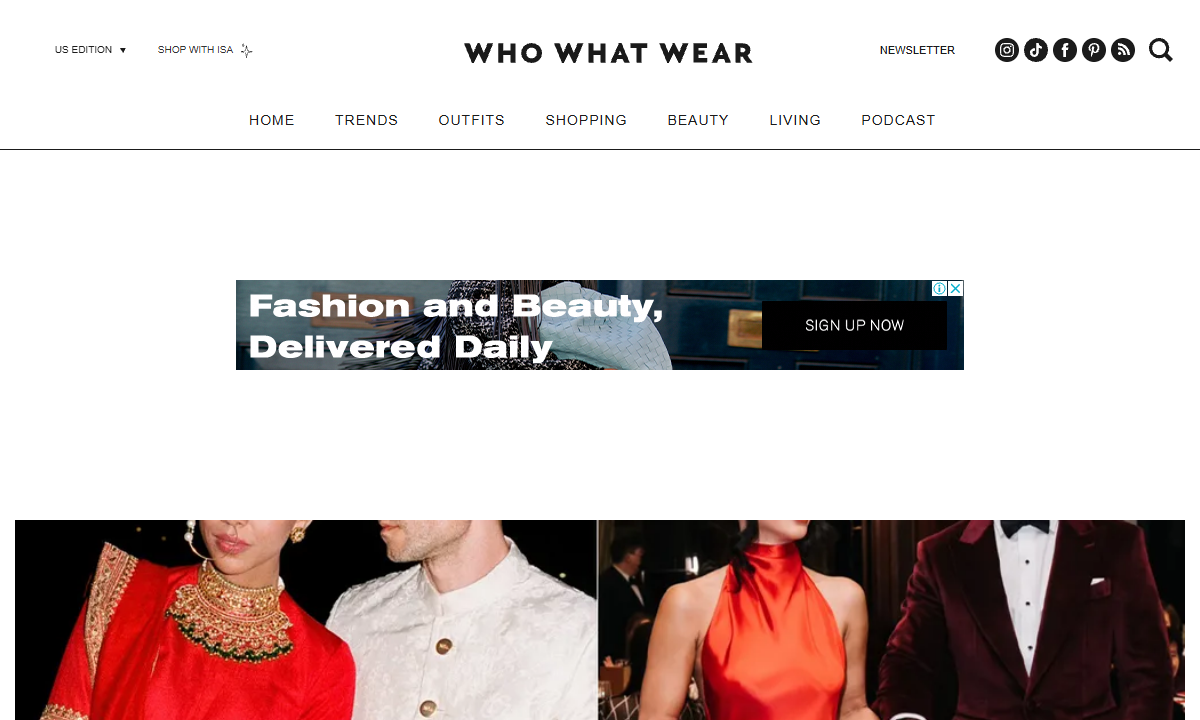 US EDITION
SHOP WITH ISA
WHO WHAT WEAR
NEWSLETTER
HOME
TRENDS
OUTFITS
SHOPPING
BEAUTY
LIVING
PODCAST
Fashion and Beauty,
Delivered Daily
SIGN UP NOW